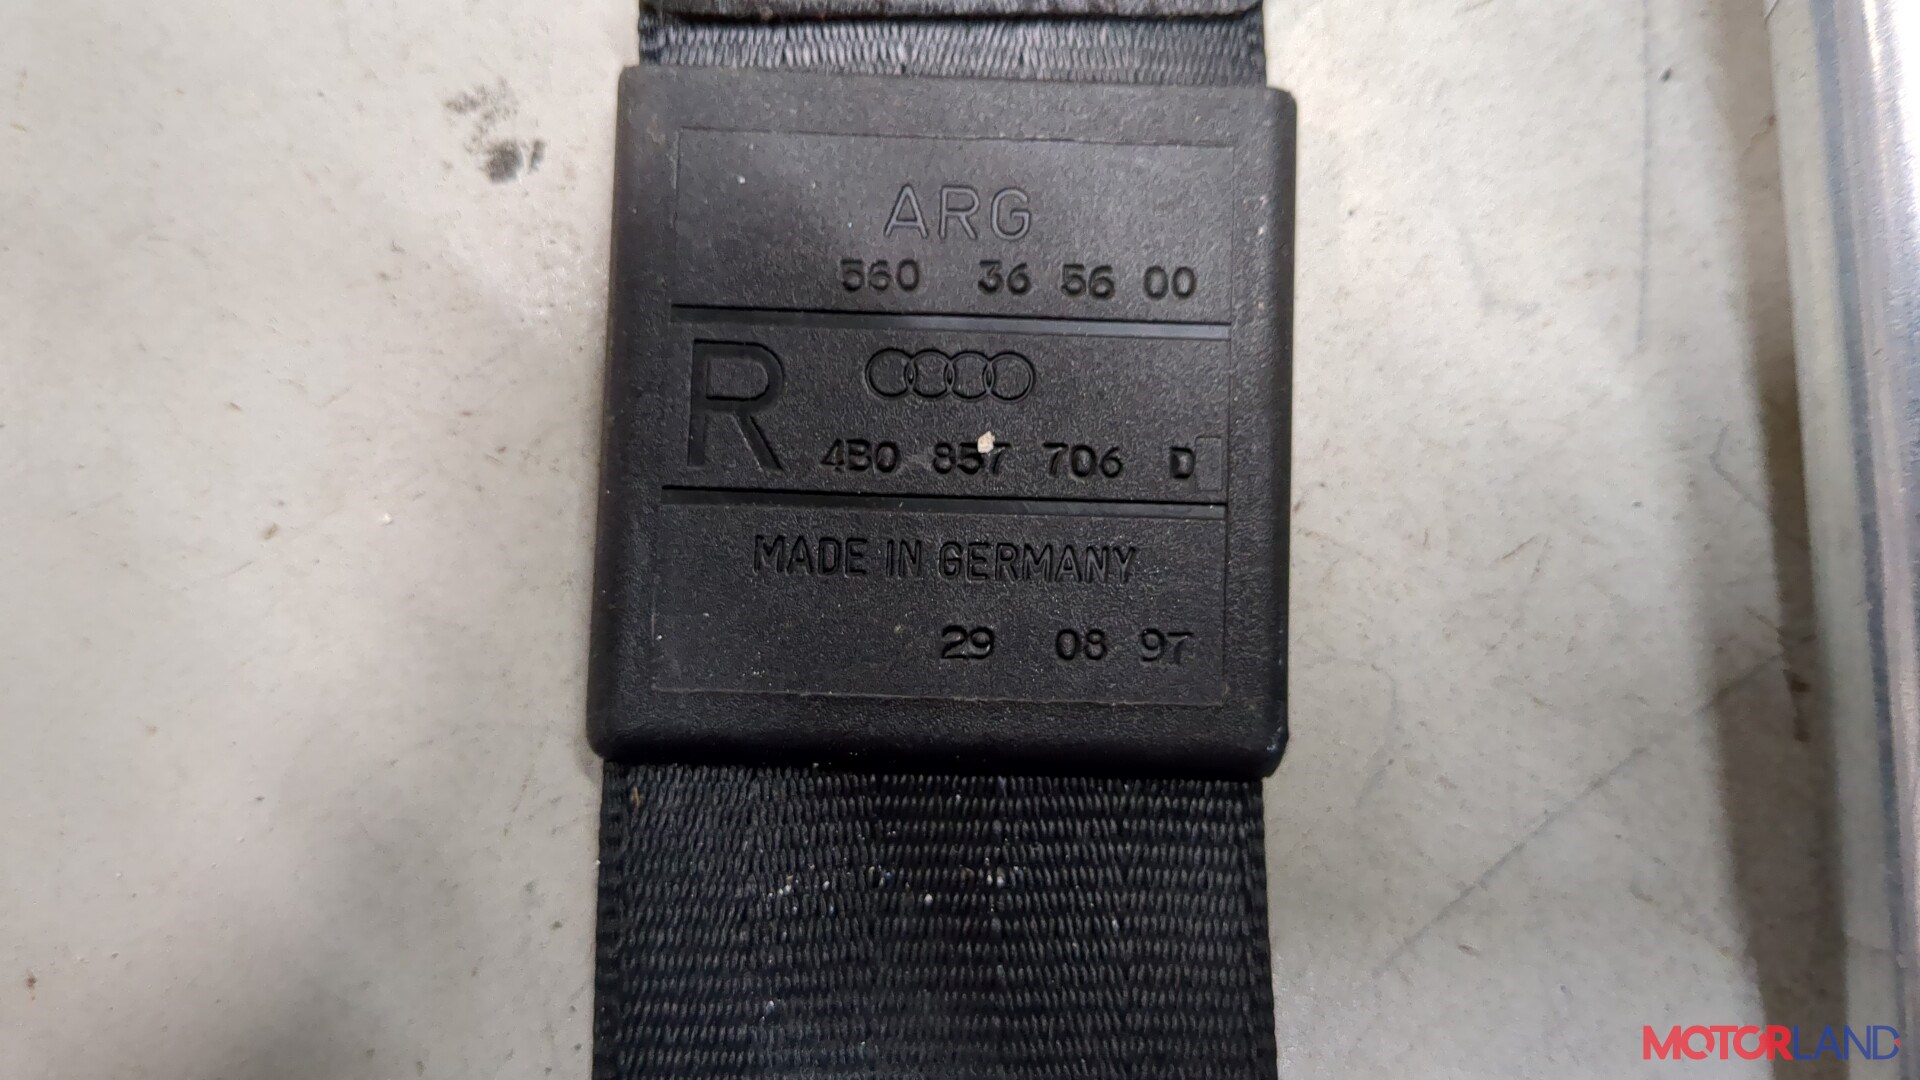 ARG
560 36 56 00
R
4B0 857 706 D
MADE IN GERMANY
29 08 97
MOTORLAND